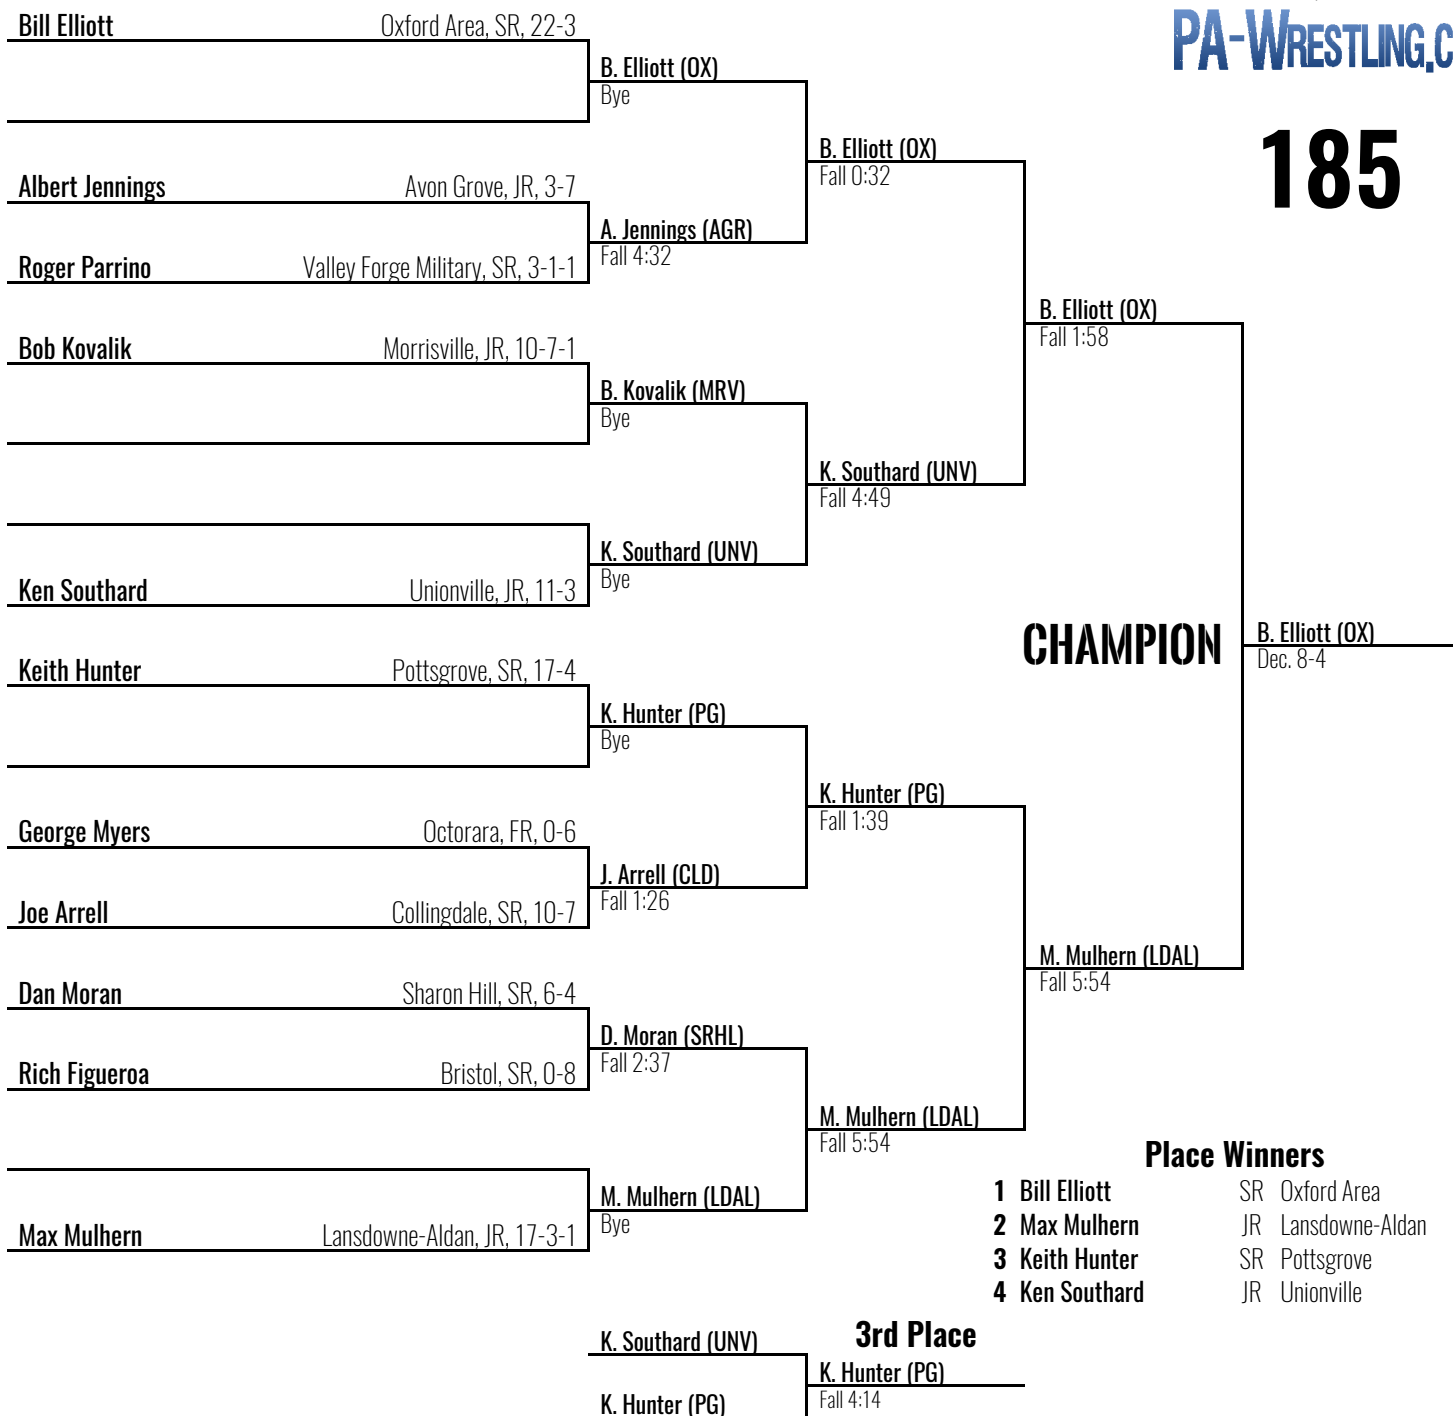 PA-WRESTLING.C
185
Bill Elliott Oxford Area, SR, 22-3
B. Elliott (OX)
Bye
B. Elliott (OX)
Fall 0:32
Albert Jennings Avon Grove, JR, 3-7
A. Jennings (AGR)
Fall 4:32
Roger Parrino Valley Forge Military, SR, 3-1-1
B. Elliott (OX)
Fall 1:58
Bob Kovalik Morrisville, JR, 10-7-1
B. Kovalik (MRV)
Bye
K. Southard (UNV)
Fall 4:49
K. Southard (UNV)
Bye
Ken Southard Unionville, JR, 11-3
CHAMPION
B. Elliott (OX)
Dec. 8-4
Keith Hunter Pottsgrove, SR, 17-4
K. Hunter (PG)
Bye
K. Hunter (PG)
Fall 1:39
George Myers Octorara, FR, 0-6
J. Arrell (CLD)
Fall 1:26
Joe Arrell Collingdale, SR, 10-7
M. Mulhern (LDAL)
Fall 5:54
Dan Moran Sharon Hill, SR, 6-4
D. Moran (SRHL)
Fall 2:37
Rich Figueroa Bristol, SR, 0-8
M. Mulhern (LDAL)
Fall 5:54
M. Mulhern (LDAL)
Bye
Max Mulhern Lansdowne-Aldan, JR, 17-3-1
Place Winners
1 Bill Elliott SR Oxford Area
2 Max Mulhern JR Lansdowne-Aldan
3 Keith Hunter SR Pottsgrove
4 Ken Southard JR Unionville
3rd Place
K. Southard (UNV)
K. Hunter (PG)
Fall 4:14
K. Hunter (PG)